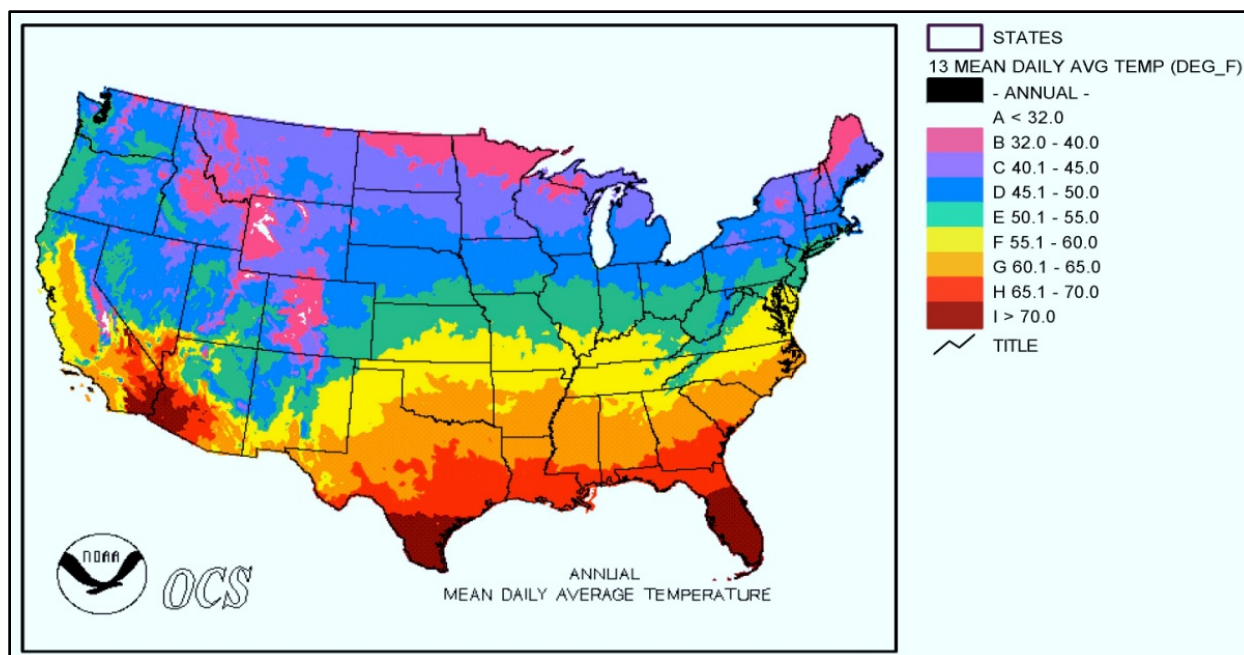 STATES
13 MEAN DAILY AVG TEMP (DEG_F)
- ANNUAL -
A < 32.0
B 32.0 - 40.0
C 40.1 - 45.0
D 45.1 - 50.0
E 50.1 - 55.0
F 55.1 - 60.0
G 60.1 - 65.0
H 65.1 - 70.0
I > 70.0
TITLE
NOAA
OCS
ANNUAL
MEAN DAILY AVERAGE TEMPERATURE